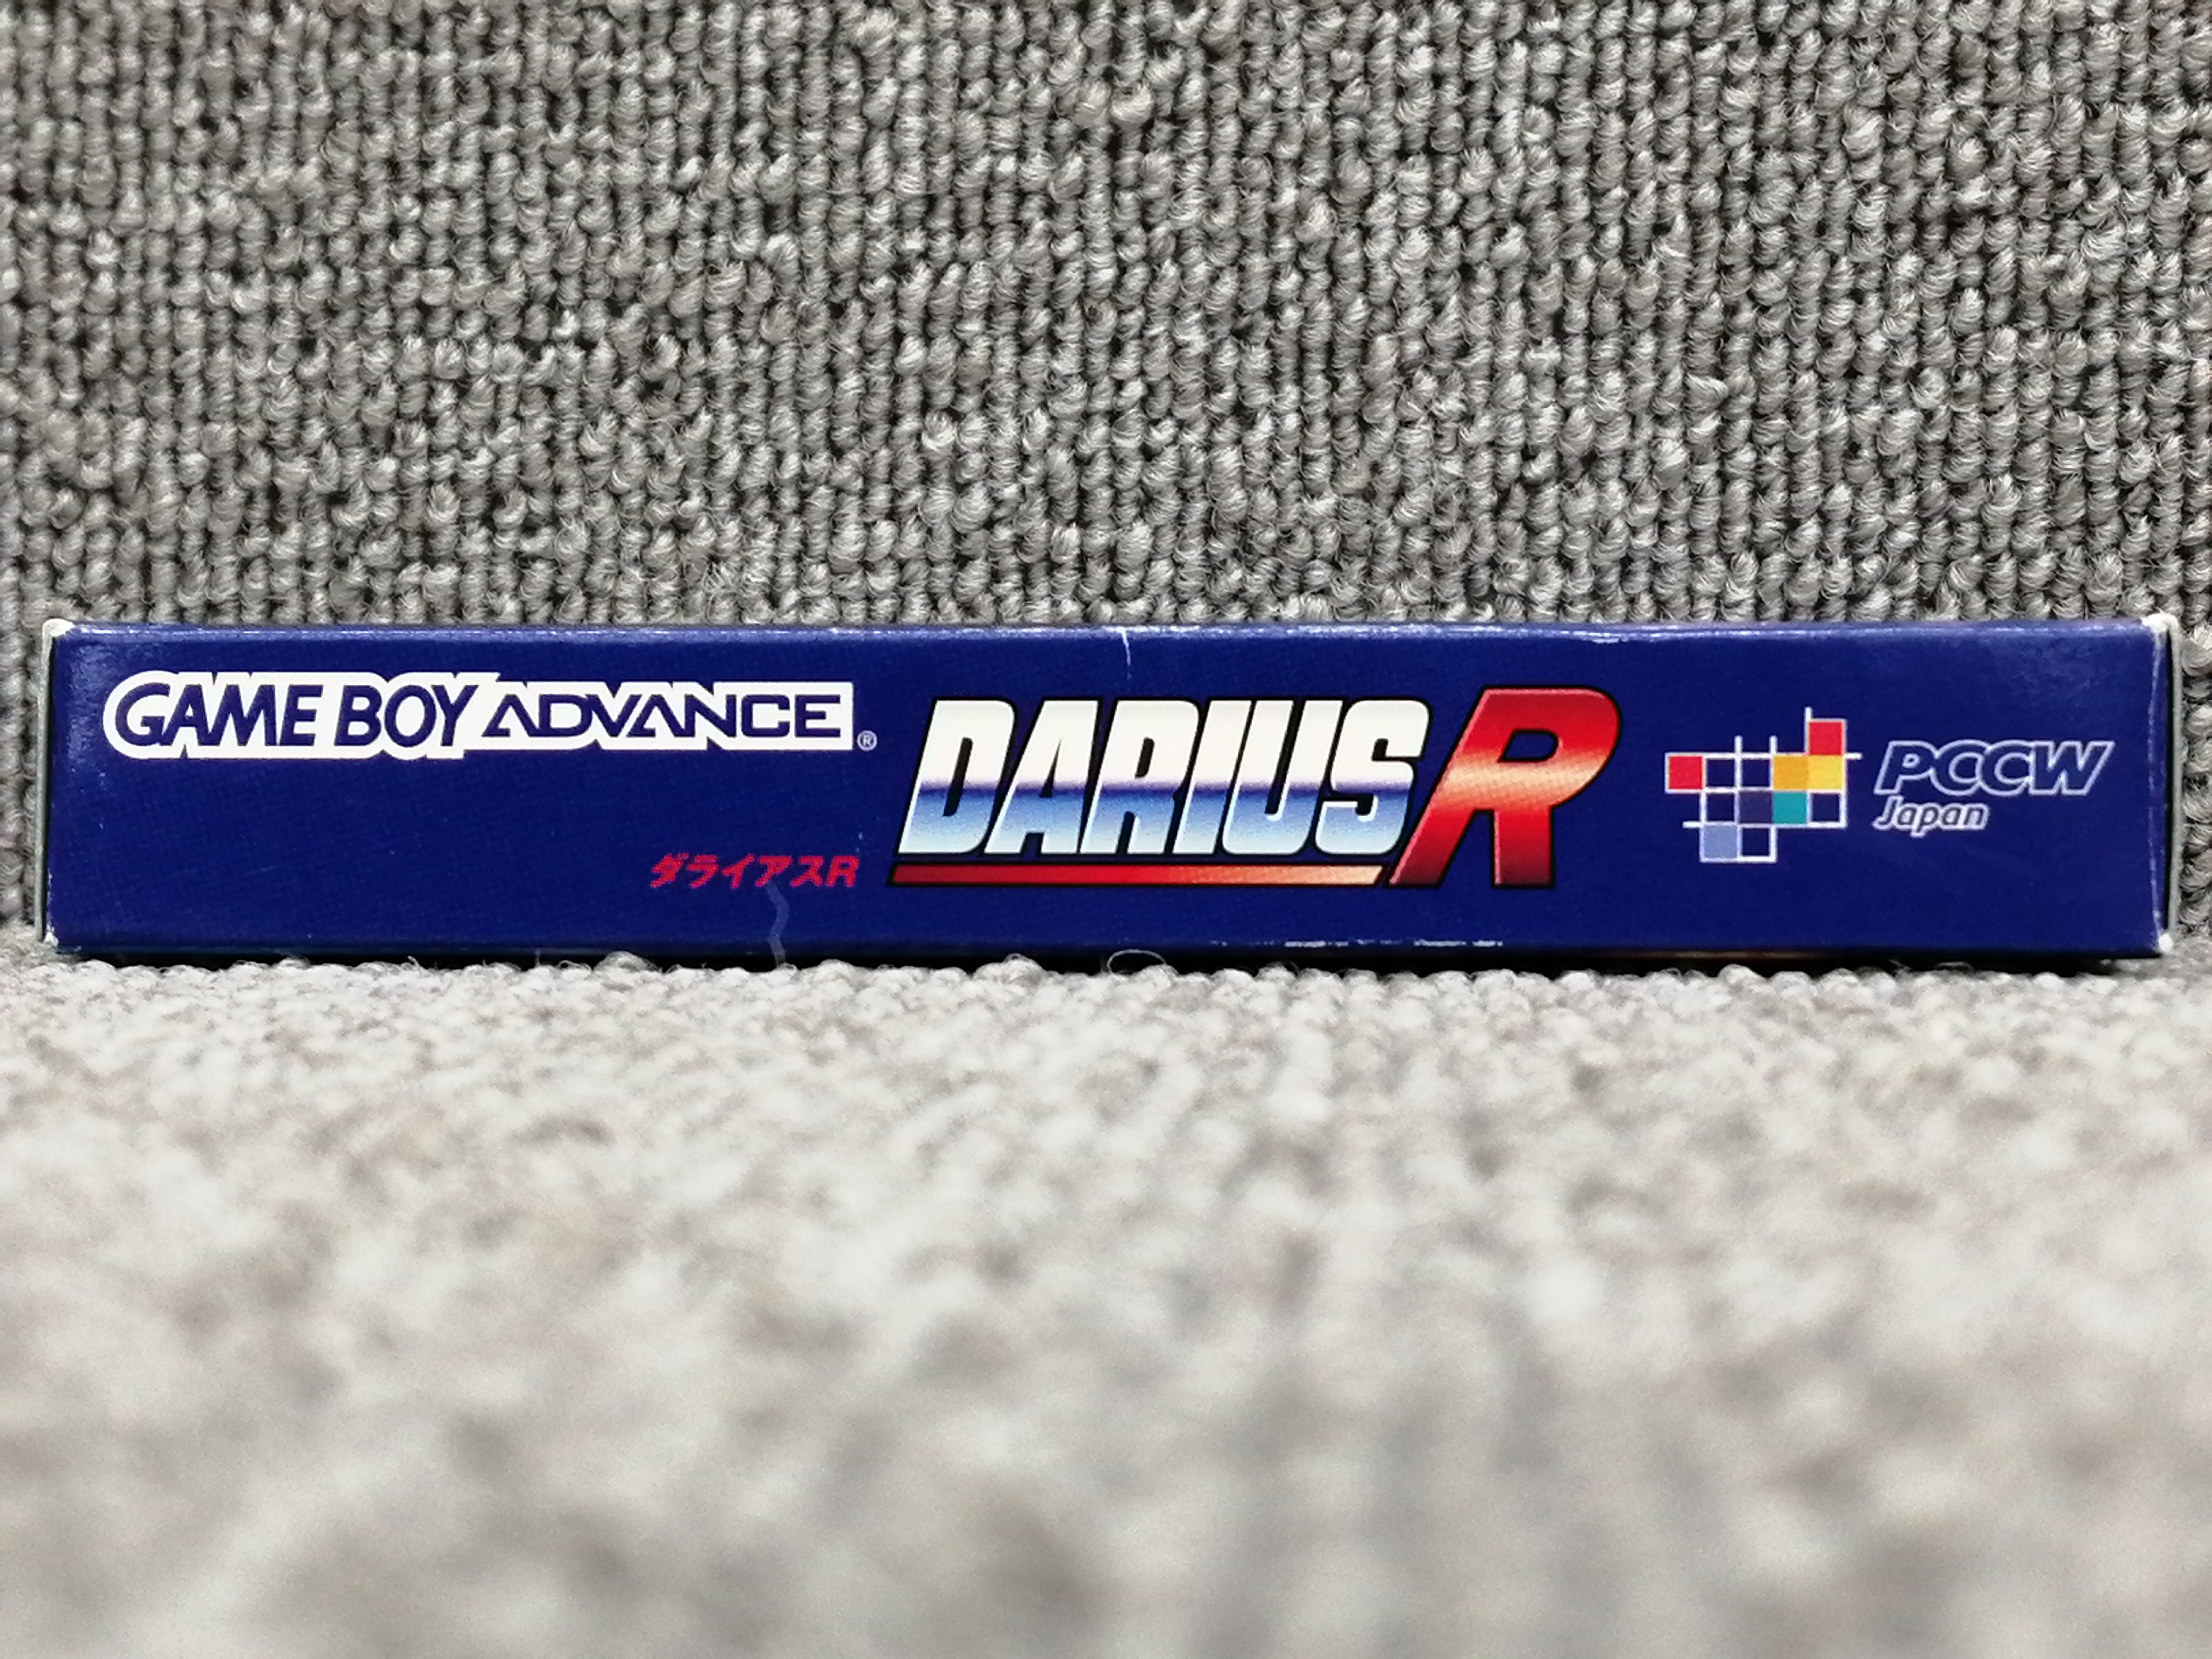 GAME BOY ADVANCE®
ダライアスR
DARIUS R
PCCW
Japan